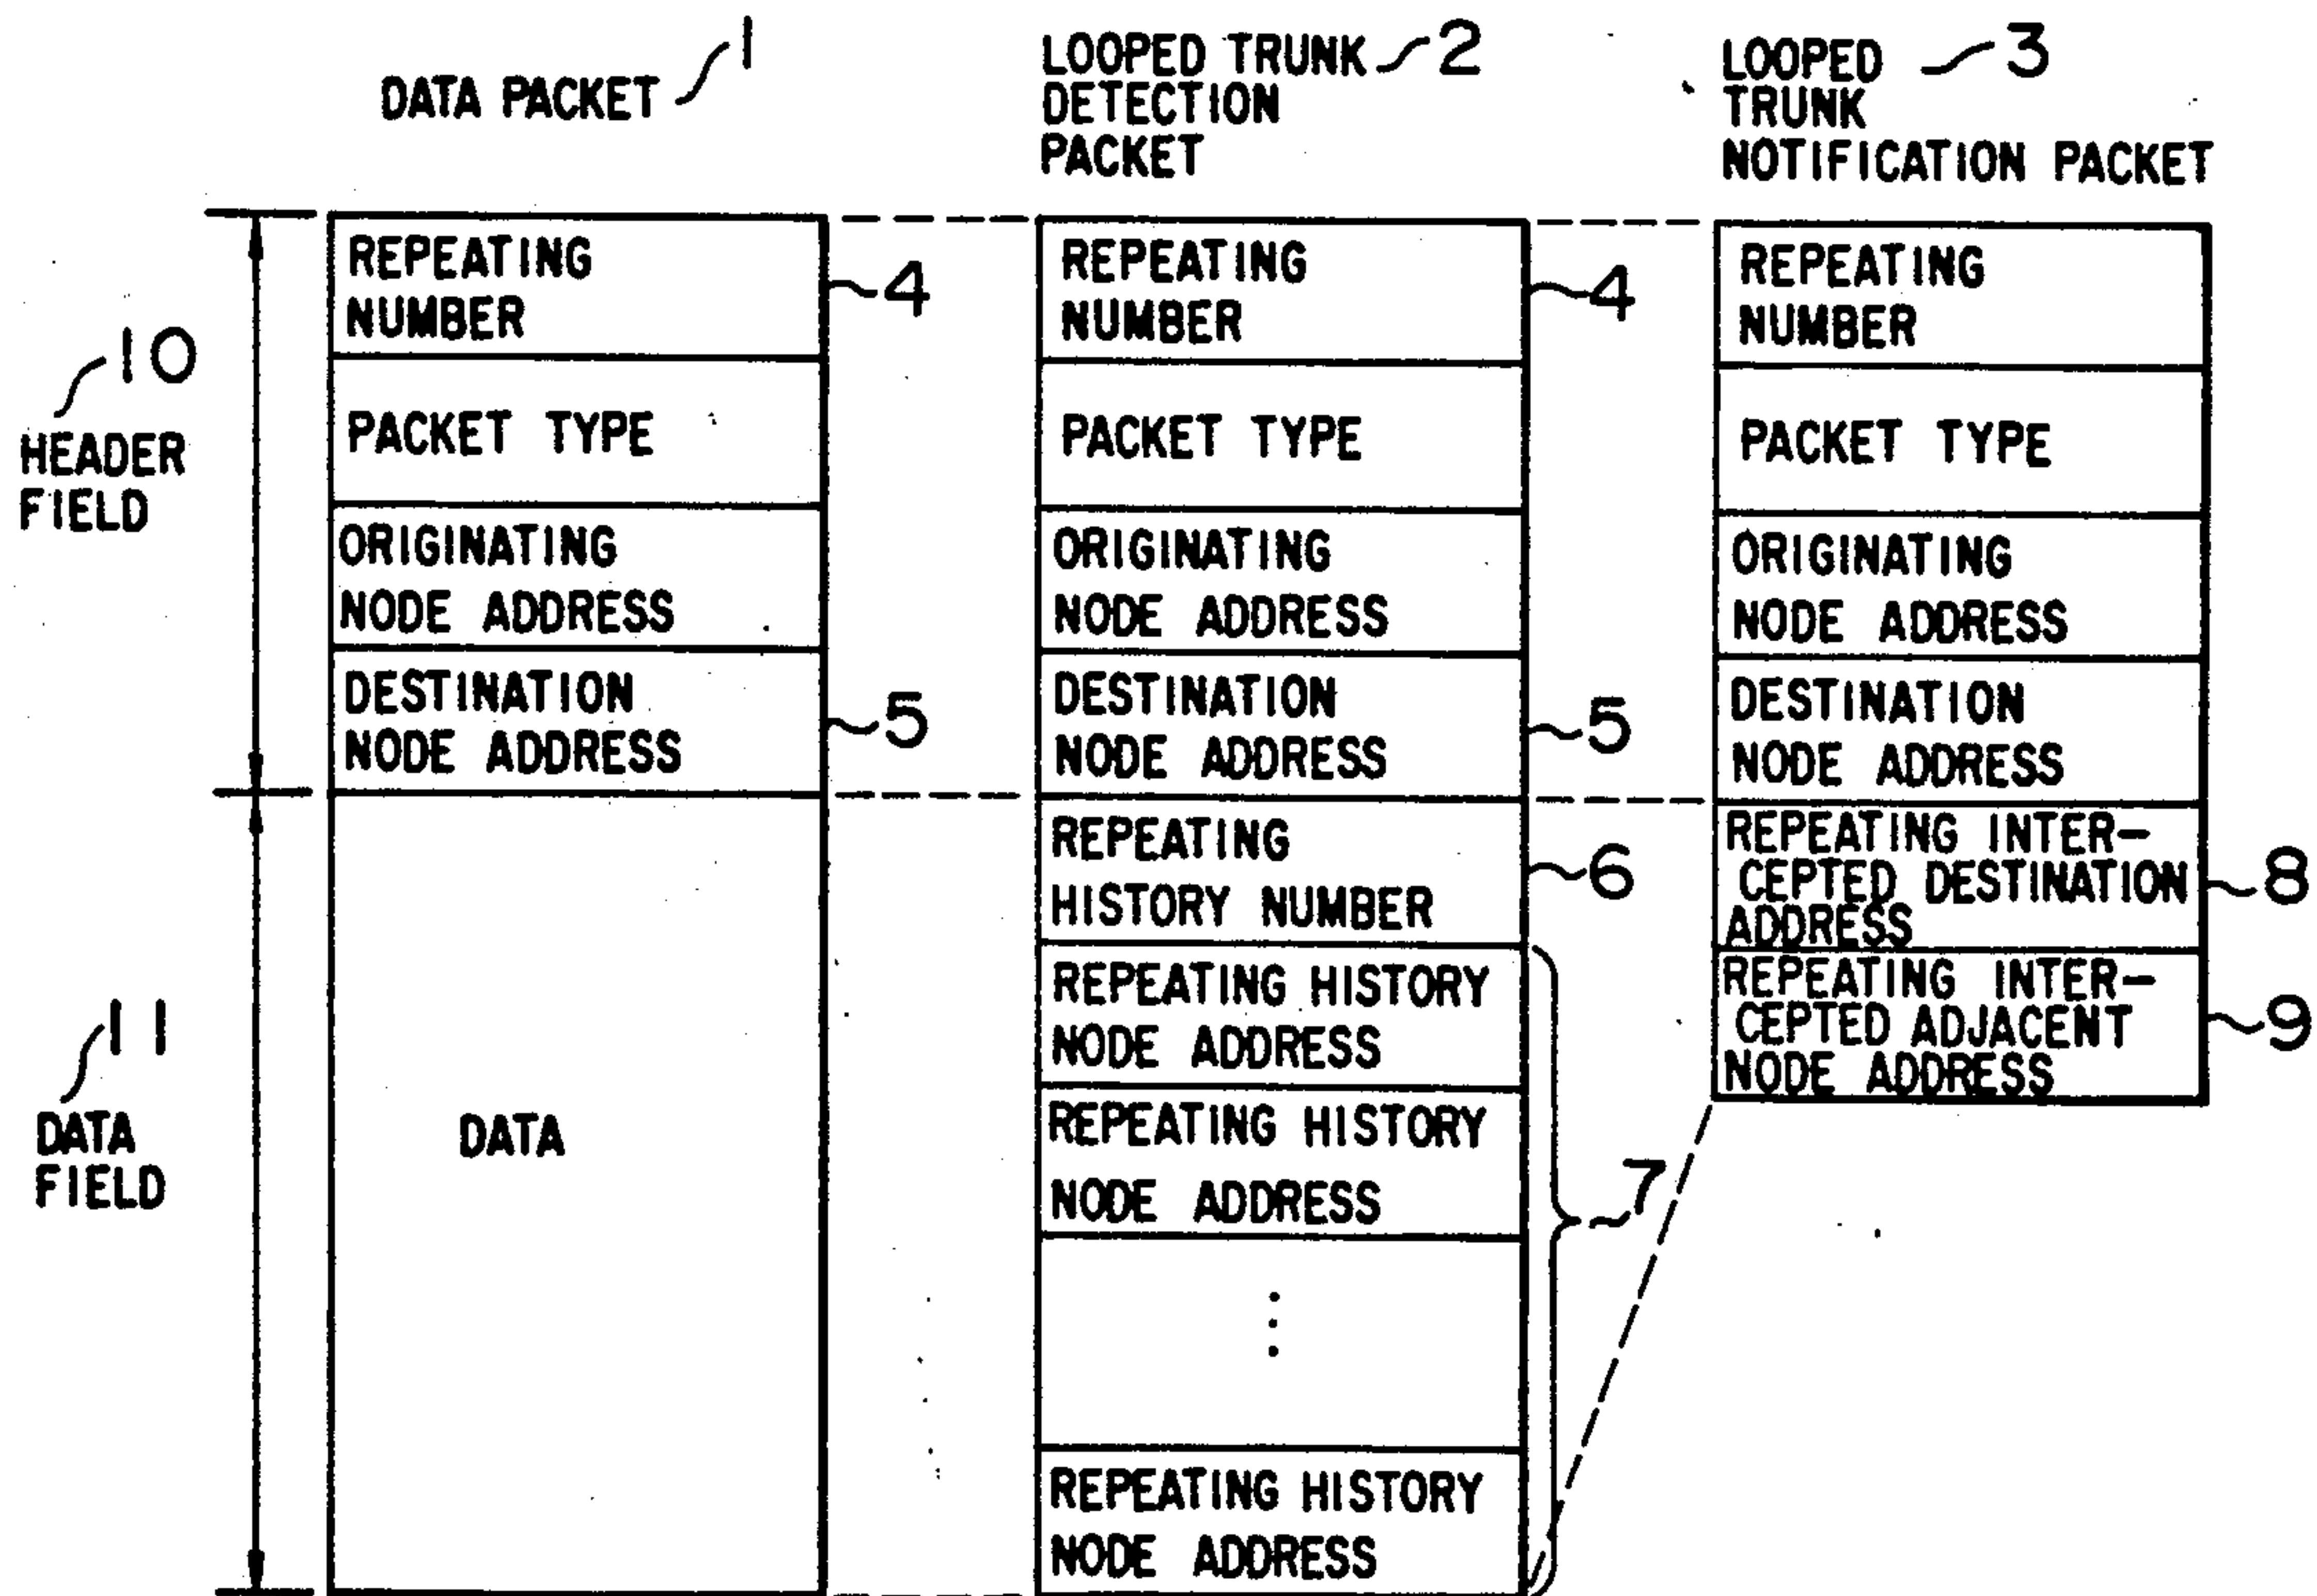 DATA PACKET 1
LOOPED TRUNK 2
DETECTION
PACKET
LOOPED 3
TRUNK
NOTIFICATION PACKET
10
HEADER
FIELD
11
DATA
FIELD
REPEATING
NUMBER
4
PACKET TYPE
ORIGINATING
NODE ADDRESS
DESTINATION
NODE ADDRESS
5
DATA
REPEATING
NUMBER
4
PACKET TYPE
ORIGINATING
NODE ADDRESS
DESTINATION
NODE ADDRESS
5
REPEATING
HISTORY NUMBER
6
REPEATING HISTORY
NODE ADDRESS
REPEATING HISTORY
NODE ADDRESS
⋮
REPEATING HISTORY
NODE ADDRESS
7
REPEATING
NUMBER
PACKET TYPE
ORIGINATING
NODE ADDRESS
DESTINATION
NODE ADDRESS
REPEATING INTER-
CEPTED DESTINATION
ADDRESS
8
REPEATING INTER-
CEPTED ADJACENT
NODE ADDRESS
9